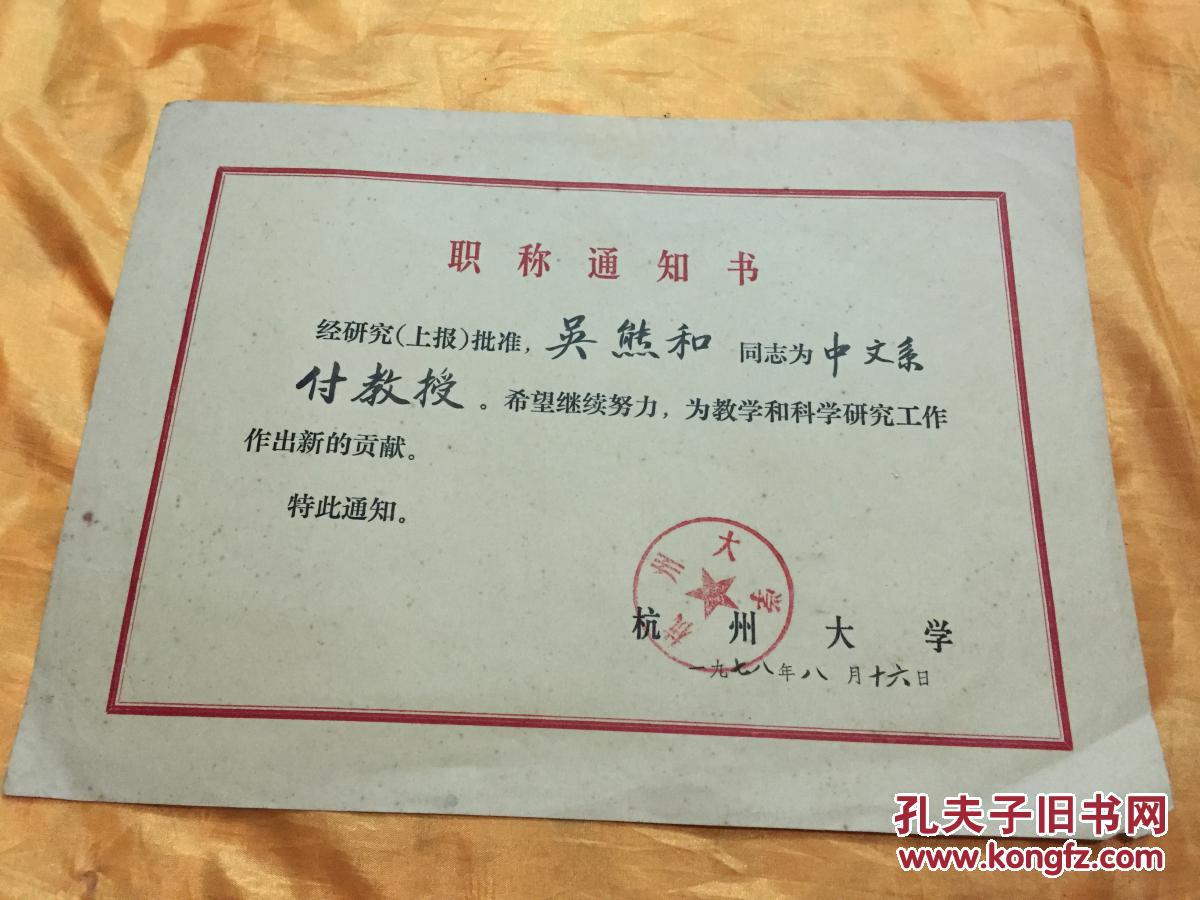 职称通知书
经研究(上报)批准，吴熊和 同志为中文系
付教授。希望继续努力，为教学和科学研究工作
作出新的贡献。
特此通知。
杭州大学
杭州大学
一九七八年八月十六日
孔夫子旧书网
www.kongfz.com